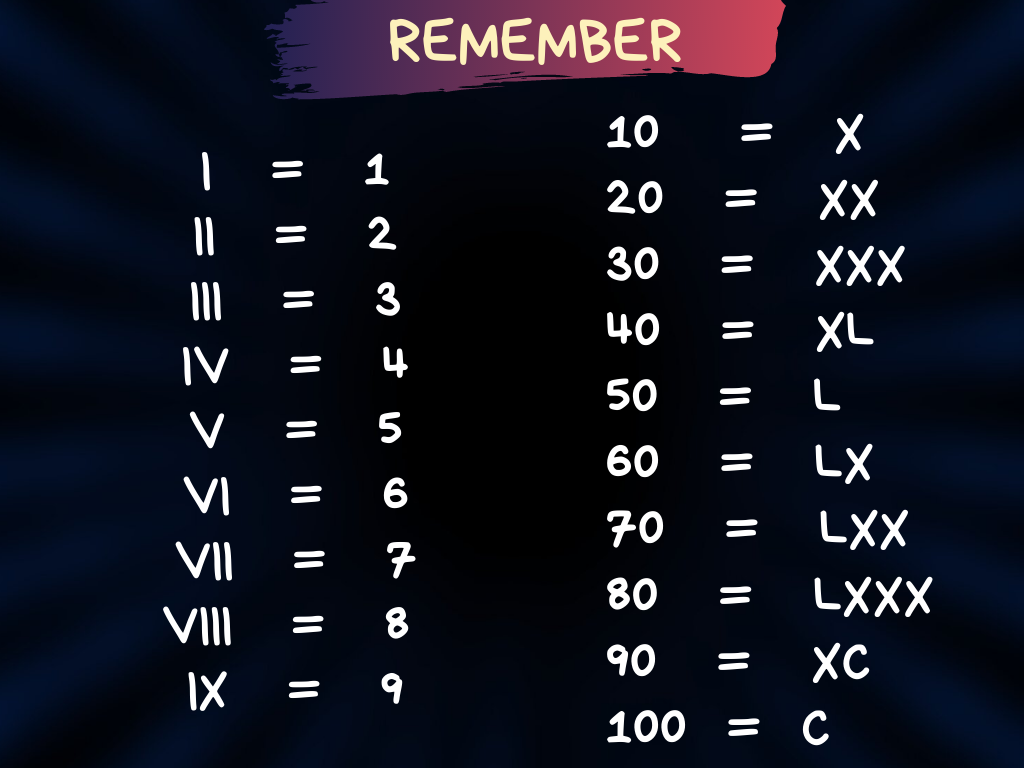 REMEMBER
I = 1
II = 2
III = 3
IV = 4
V = 5
VI = 6
VII = 7
VIII = 8
IX = 9
10 = X
20 = XX
30 = XXX
40 = XL
50 = L
60 = LX
70 = LXX
80 = LXXX
90 = XC
100 = C